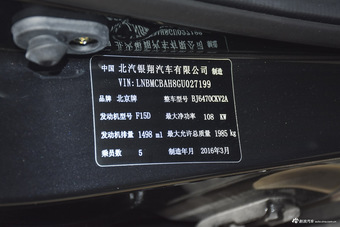 中国 北汽银翔汽车有限公司 制造
VIN: LNBMCBAH8GU027199
品牌 北京牌 整车型号 BJ6470CKV2A
发动机型号 F15D 最大净功率 108 KW
发动机排量 1498 ml 最大允许总质量 1985 kg
乘员数 5 制造年月 2016年3月